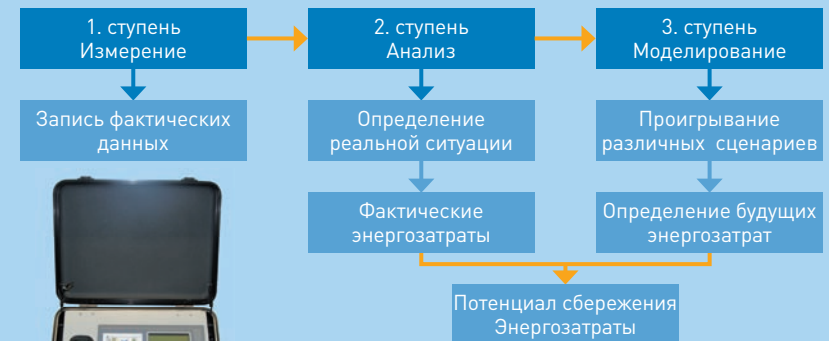 1. ступень
Измерение
2. ступень
Анализ
3. ступень
Моделирование
Запись фактических
данных
Определение
реальной ситуации
Проигрывание
различных сценариев
Фактические
энергозатраты
Определение будущих
энергозатрат
Потенциал сбережения
Энергозатраты